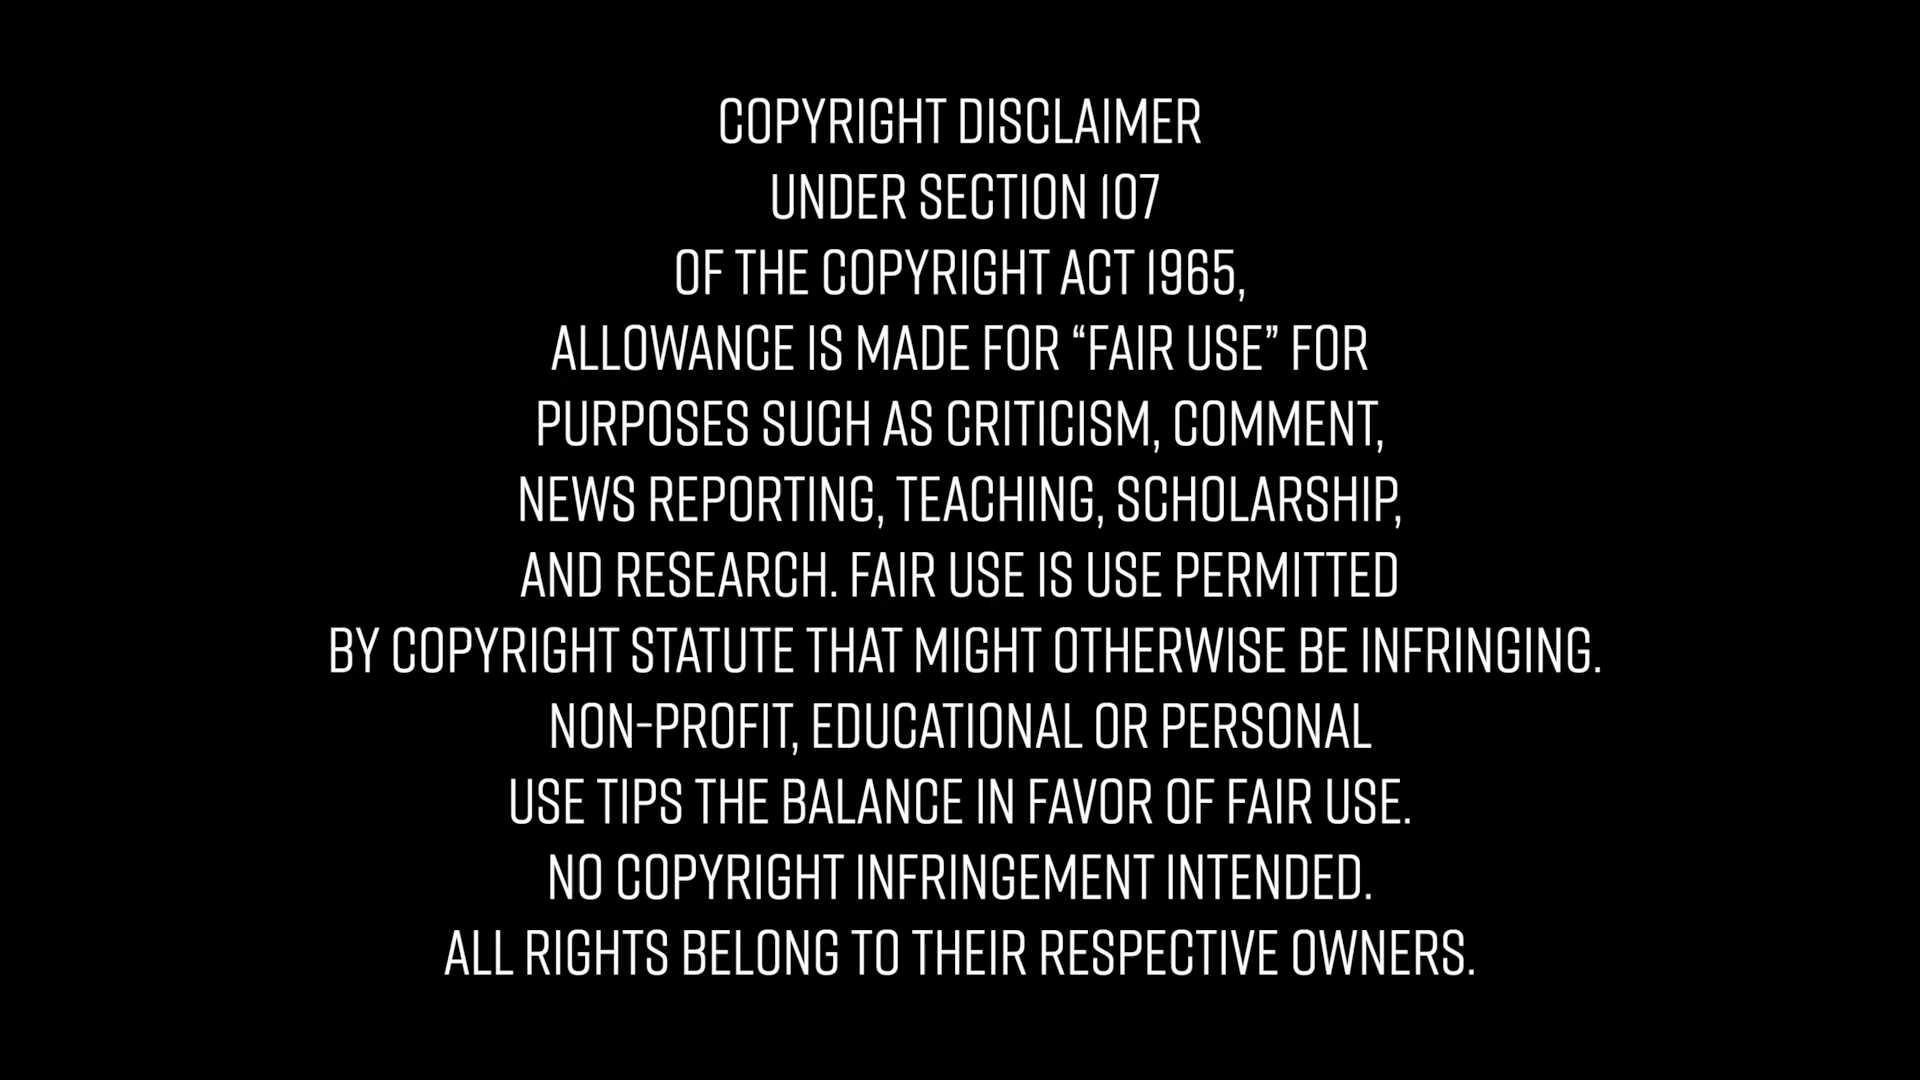 COPYRIGHT DISCLAIMER
UNDER SECTION 107
OF THE COPYRIGHT ACT 1965,
ALLOWANCE IS MADE FOR “FAIR USE” FOR
PURPOSES SUCH AS CRITICISM, COMMENT,
NEWS REPORTING, TEACHING, SCHOLARSHIP,
AND RESEARCH. FAIR USE IS USE PERMITTED
BY COPYRIGHT STATUTE THAT MIGHT OTHERWISE BE INFRINGING.
NON-PROFIT, EDUCATIONAL OR PERSONAL
USE TIPS THE BALANCE IN FAVOR OF FAIR USE.
NO COPYRIGHT INFRINGEMENT INTENDED.
ALL RIGHTS BELONG TO THEIR RESPECTIVE OWNERS.